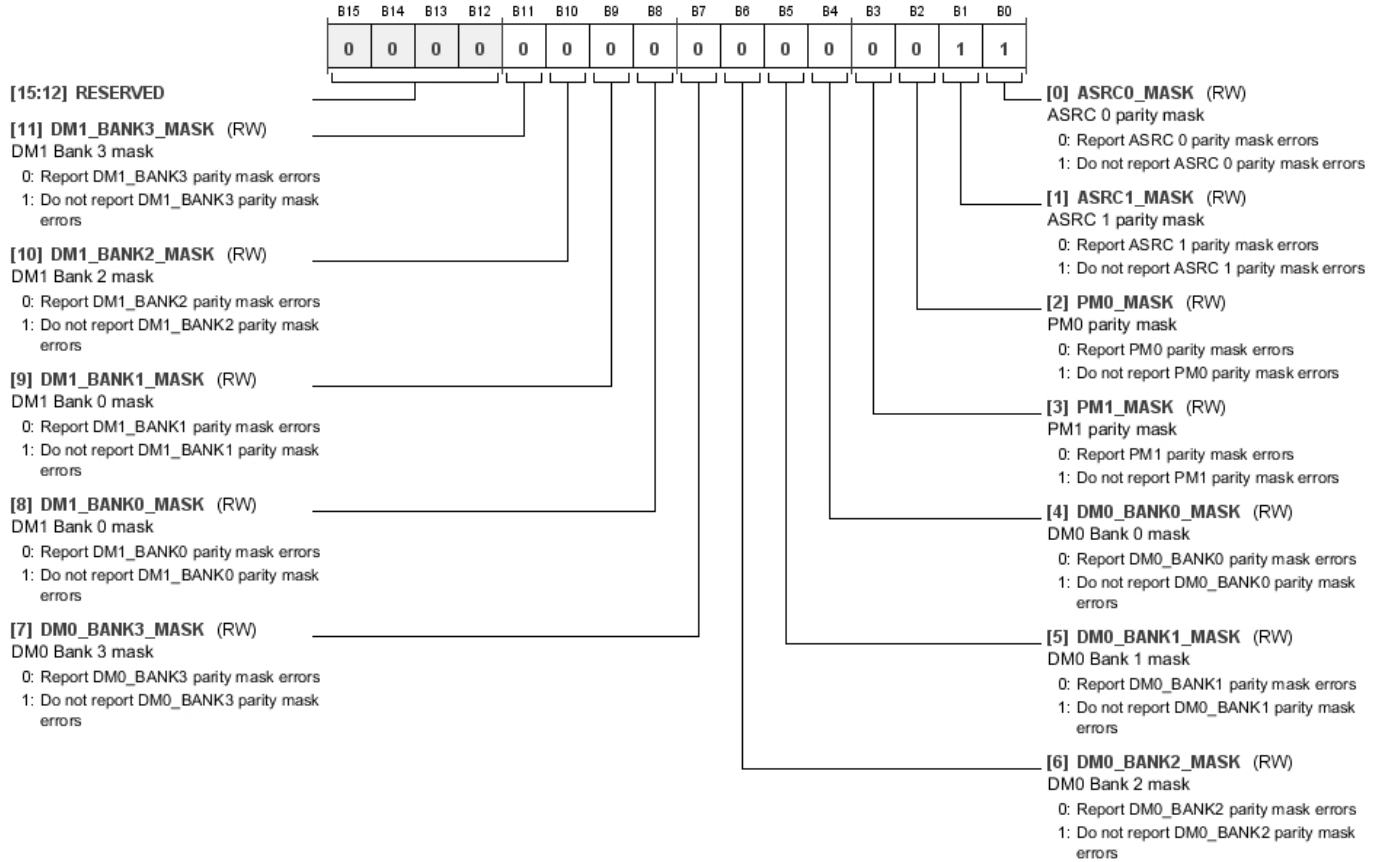 B15 B14 B13 B12 B11 B10 B9 B8 B7 B6 B5 B4 B3 B2 B1 B0
0 0 0 0 0 0 0 0 0 0 0 0 0 0 1 1
[15:12] RESERVED
[11] DM1_BANK3_MASK (RW)
DM1 Bank 3 mask
0: Report DM1_BANK3 parity mask errors
1: Do not report DM1_BANK3 parity mask
errors
[10] DM1_BANK2_MASK (RW)
DM1 Bank 2 mask
0: Report DM1_BANK2 parity mask errors
1: Do not report DM1_BANK2 parity mask
errors
[9] DM1_BANK1_MASK (RW)
DM1 Bank 0 mask
0: Report DM1_BANK1 parity mask errors
1: Do not report DM1_BANK1 parity mask
errors
[8] DM1_BANK0_MASK (RW)
DM1 Bank 0 mask
0: Report DM1_BANK0 parity mask errors
1: Do not report DM1_BANK0 parity mask
errors
[7] DM0_BANK3_MASK (RW)
DM0 Bank 3 mask
0: Report DM0_BANK3 parity mask errors
1: Do not report DM0_BANK3 parity mask
errors
[0] ASRC0_MASK (RW)
ASRC 0 parity mask
0: Report ASRC 0 parity mask errors
1: Do not report ASRC 0 parity mask errors
[1] ASRC1_MASK (RW)
ASRC 1 parity mask
0: Report ASRC 1 parity mask errors
1: Do not report ASRC 1 parity mask errors
[2] PM0_MASK (RW)
PM0 parity mask
0: Report PM0 parity mask errors
1: Do not report PM0 parity mask errors
[3] PM1_MASK (RW)
PM1 parity mask
0: Report PM1 parity mask errors
1: Do not report PM1 parity mask errors
[4] DM0_BANK0_MASK (RW)
DM0 Bank 0 mask
0: Report DM0_BANK0 parity mask errors
1: Do not report DM0_BANK0 parity mask
errors
[5] DM0_BANK1_MASK (RW)
DM0 Bank 1 mask
0: Report DM0_BANK1 parity mask errors
1: Do not report DM0_BANK1 parity mask
errors
[6] DM0_BANK2_MASK (RW)
DM0 Bank 2 mask
0: Report DM0_BANK2 parity mask errors
1: Do not report DM0_BANK2 parity mask
errors